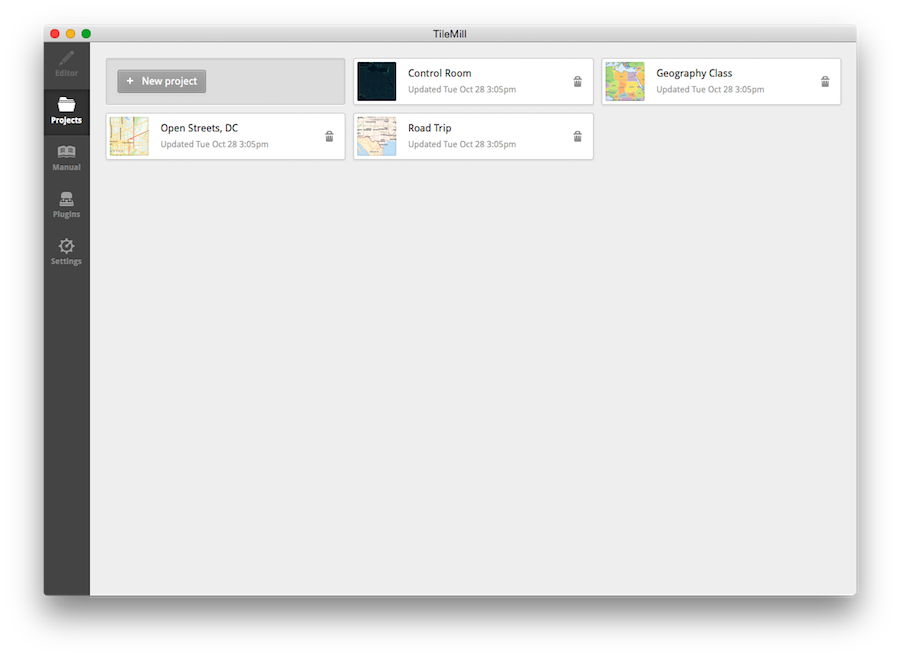 TileMill
Editor
Projects
Manual
Plugins
Settings
+ New project
Control Room
Updated Tue Oct 28 3:05pm
Geography Class
Updated Tue Oct 28 3:05pm
Open Streets, DC
Updated Tue Oct 28 3:05pm
Road Trip
Updated Tue Oct 28 3:05pm